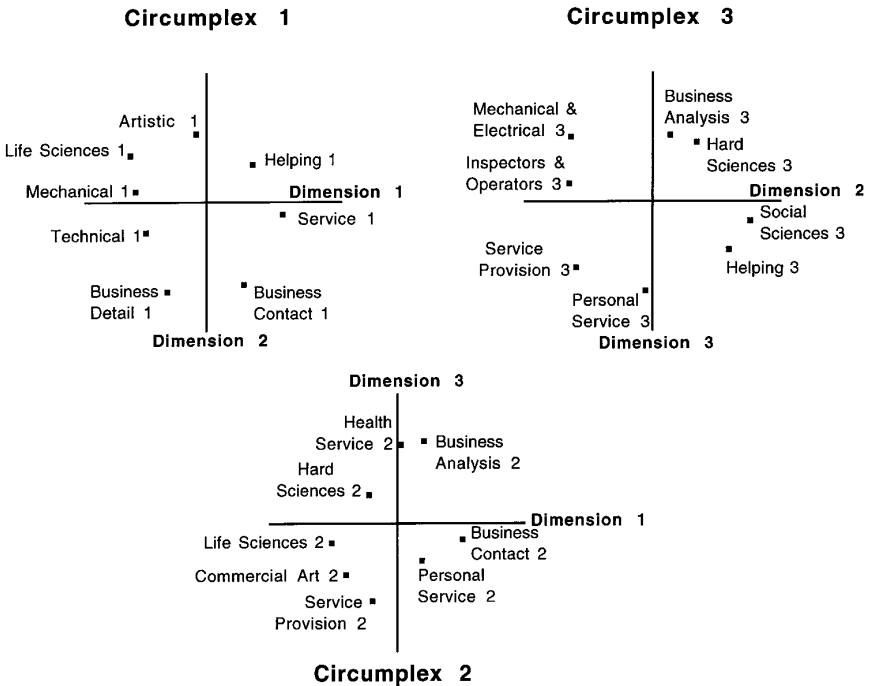 Circumplex 1
Artistic 1
Life Sciences 1
Helping 1
Mechanical 1
Dimension 1
Service 1
Technical 1
Business
Detail 1
Business
Contact 1
Dimension 2
Circumplex 3
Business
Analysis 3
Mechanical &
Electrical 3
Hard
Sciences 3
Inspectors &
Operators 3
Dimension 2
Social
Sciences 3
Service
Provision 3
Helping 3
Personal
Service 3
Dimension 3
Dimension 3
Health
Service 2
Business
Analysis 2
Hard
Sciences 2
Dimension 1
Business
Contact 2
Life Sciences 2
Commercial Art 2
Personal
Service 2
Service
Provision 2
Circumplex 2